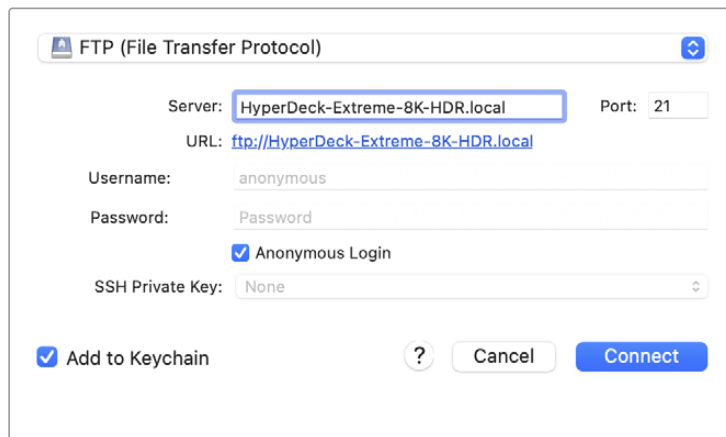 FTP (File Transfer Protocol)
Server: HyperDeck-Extreme-8K-HDR.local Port: 21
URL: ftp://HyperDeck-Extreme-8K-HDR.local
Username: anonymous
Password: Password
Anonymous Login
SSH Private Key: None
Add to Keychain ? Cancel Connect